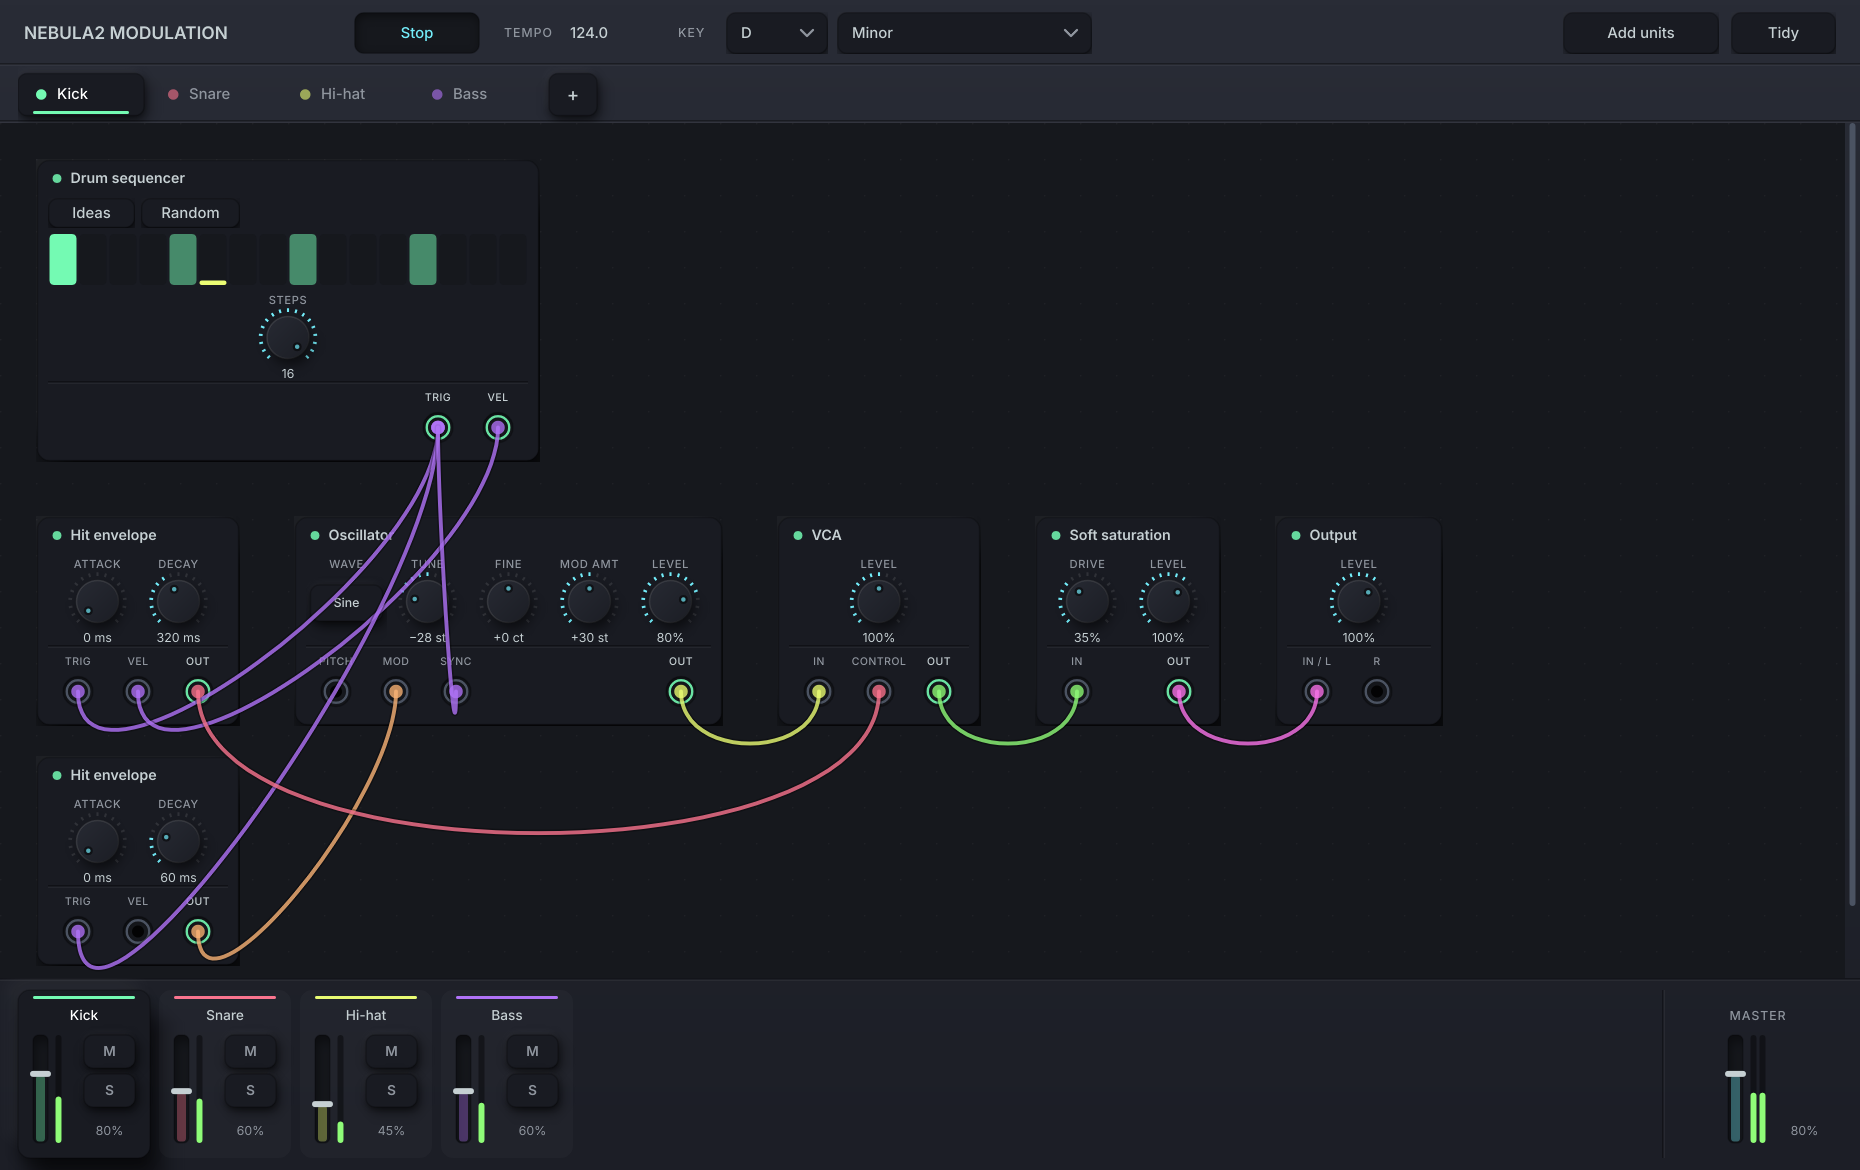 NEBULA2 MODULATION
Stop
TEMPO 124.0
KEY
D
Minor
Add units
Tidy
Kick
Snare
Hi-hat
Bass
+
Drum sequencer
Ideas
Random
STEPS
16
TRIG VEL
Hit envelope
ATTACK DECAY
0 ms 320 ms
TRIG VEL OUT
Oscillator
WAVE TUNE FINE MOD AMT LEVEL
Sine
−28 st +0 ct +30 st 80%
PITCH MOD SYNC OUT
VCA
LEVEL
100%
IN CONTROL OUT
Soft saturation
DRIVE LEVEL
35% 100%
IN OUT
Output
LEVEL
100%
IN / L R
Hit envelope
ATTACK DECAY
0 ms 60 ms
TRIG VEL OUT
Kick
M
S
80%
Snare
M
S
60%
Hi-hat
M
S
45%
Bass
M
S
60%
MASTER
80%